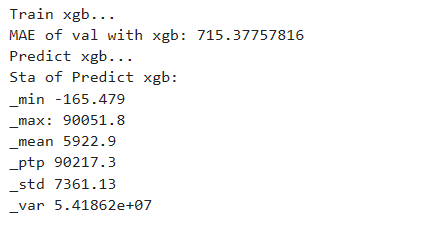 Train xgb...
MAE of val with xgb: 715.37757816
Predict xgb...
Sta of Predict xgb:
_min -165.479
_max: 90051.8
_mean 5922.9
_ptp 90217.3
_std 7361.13
_var 5.41862e+07